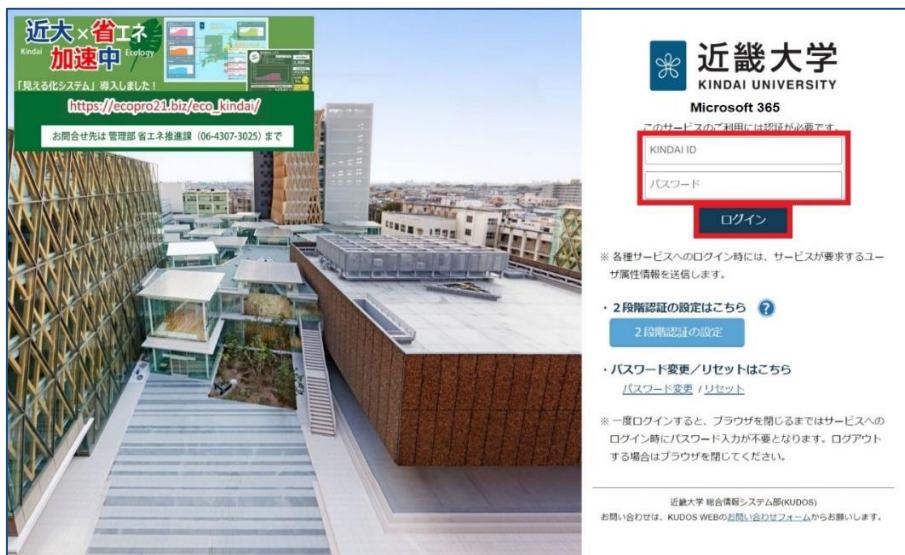 近大×省エネ
Kindai 加速中 Ecology
「見える化システム」導入しました!
https://ecopro21.biz/eco_kindai/
お問合せ先は 管理部 省エネ推進課 (06-4307-3025) まで
近畿大学
KINDAI UNIVERSITY
Microsoft 365
このサービスのご利用には認証が必要です。
KINDAI ID
パスワード
ログイン
※ 各種サービスへのログイン時には、サービスが要求するユー
ザ属性情報を送信します。
・2段階認証の設定はこちら ?
2段階認証の設定
・パスワード変更/リセットはこちら
パスワード変更 / リセット
※ 一度ログインすると、ブラウザを閉じるまではサービスへの
ログイン時にパスワード入力が不要となります。ログアウト
する場合はブラウザを閉じてください。
近畿大学 総合情報システム部(KUDOS)
お問い合わせは、KUDOS WEBのお問い合わせフォームからお願いします。